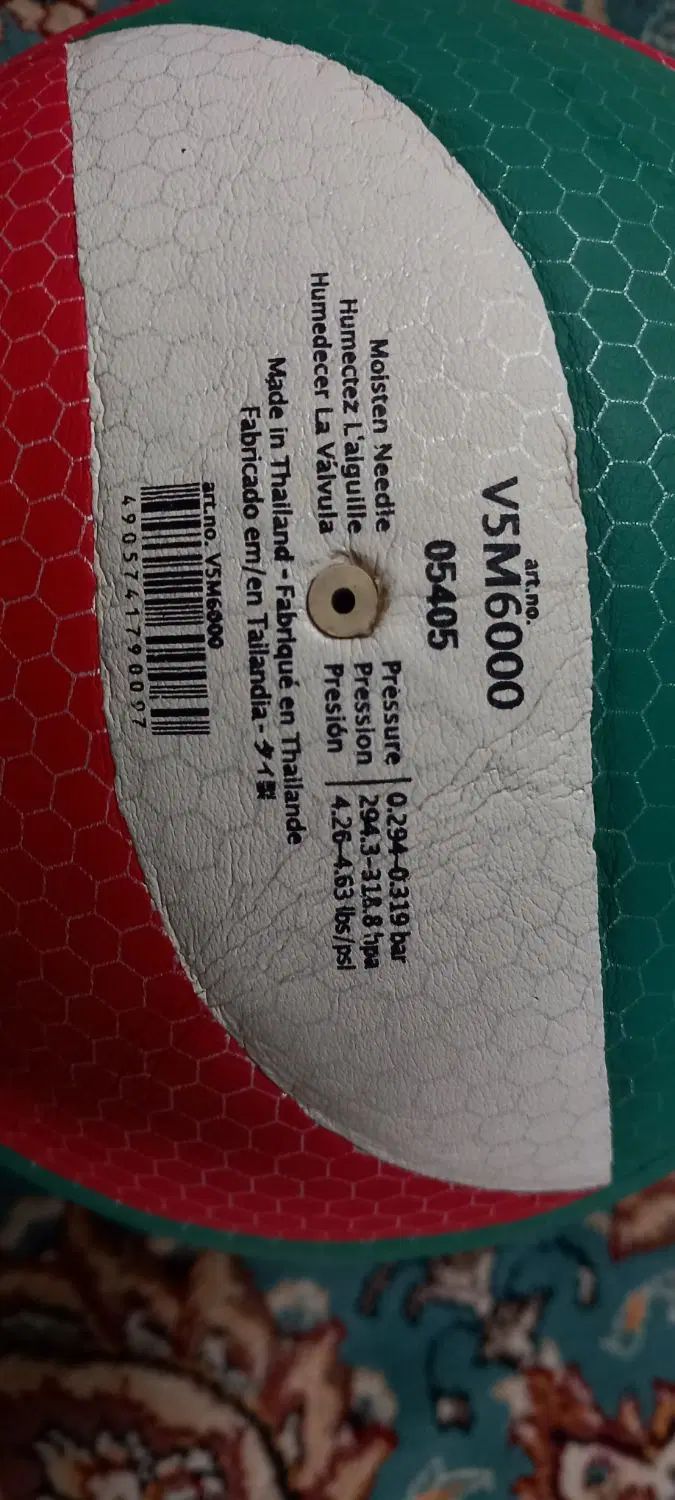 art.no.
V5M6000
05405
Moisten Needle
Humectez L'aiguille
Humedecer La Válvula
Pressure | 0.294-0.319 bar
Pression | 294.3-318.8 hpa
Presión | 4.26-4.63 lbs/psl
Made in Thailand - Fabriqué en Thaïlande
Fabricado em/en Tailandia - タイ製
art.no. V5M6000
4905741790097